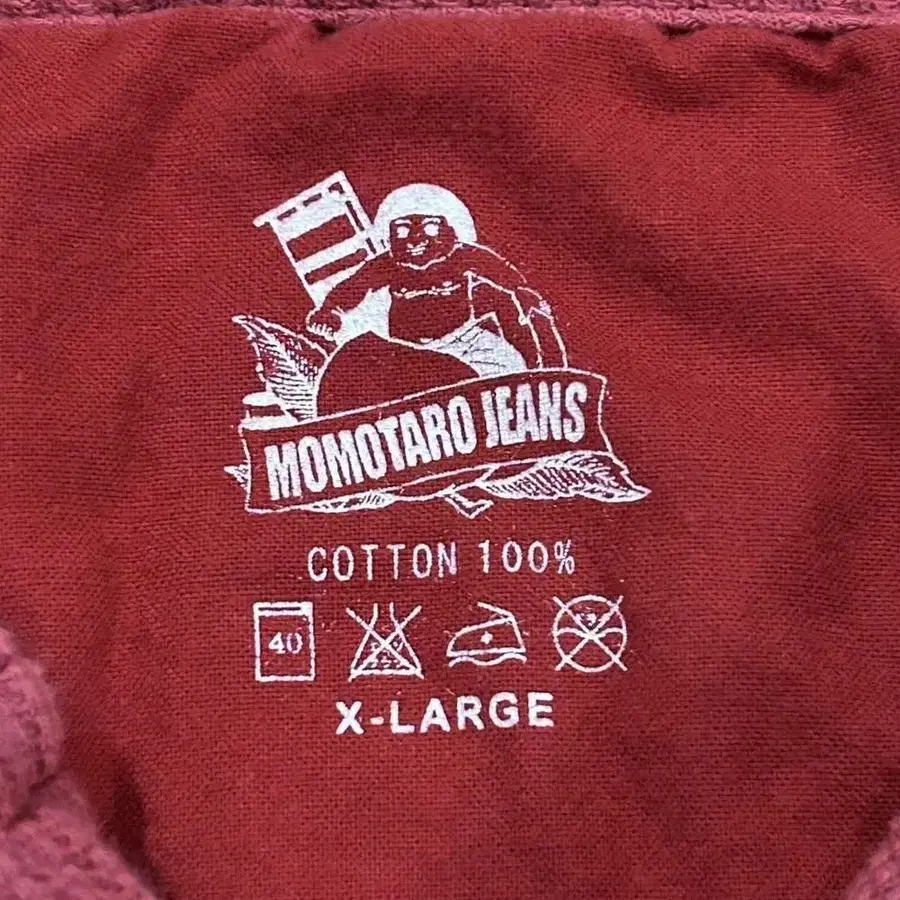 MOMOTARO JEANS
COTTON 100%
40
X-LARGE